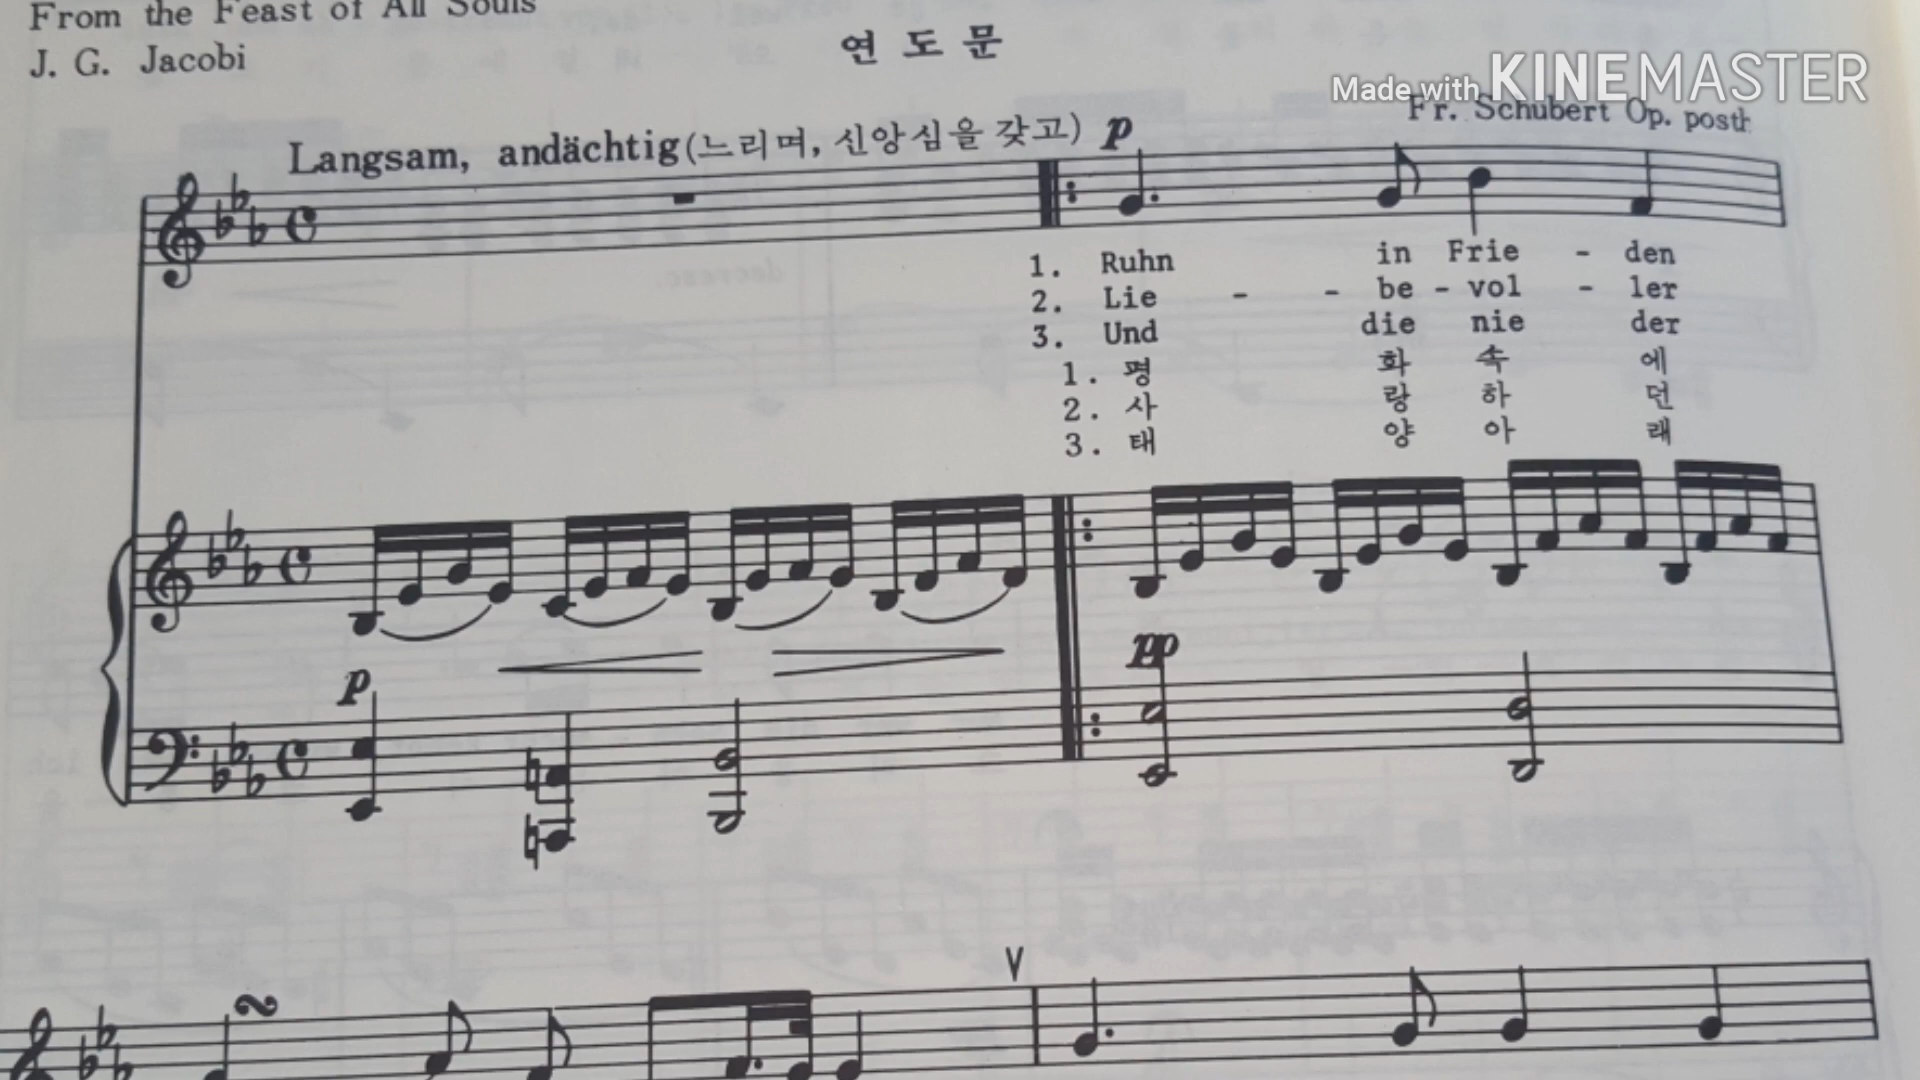 From the Feast of All Souls
J. G. Jacobi
연 도 문
Made with KINEMASTER
Fr. Schubert Op. posth
Langsam, andächtig(느리며, 신앙심을 갖고) p
1. Ruhn in Frie - den
2. Lie - - be - vol - ler
3. Und die nie der
1. 평 화 속 에
2. 사 랑 하 던
3. 태 양 아 래
pp
p
V